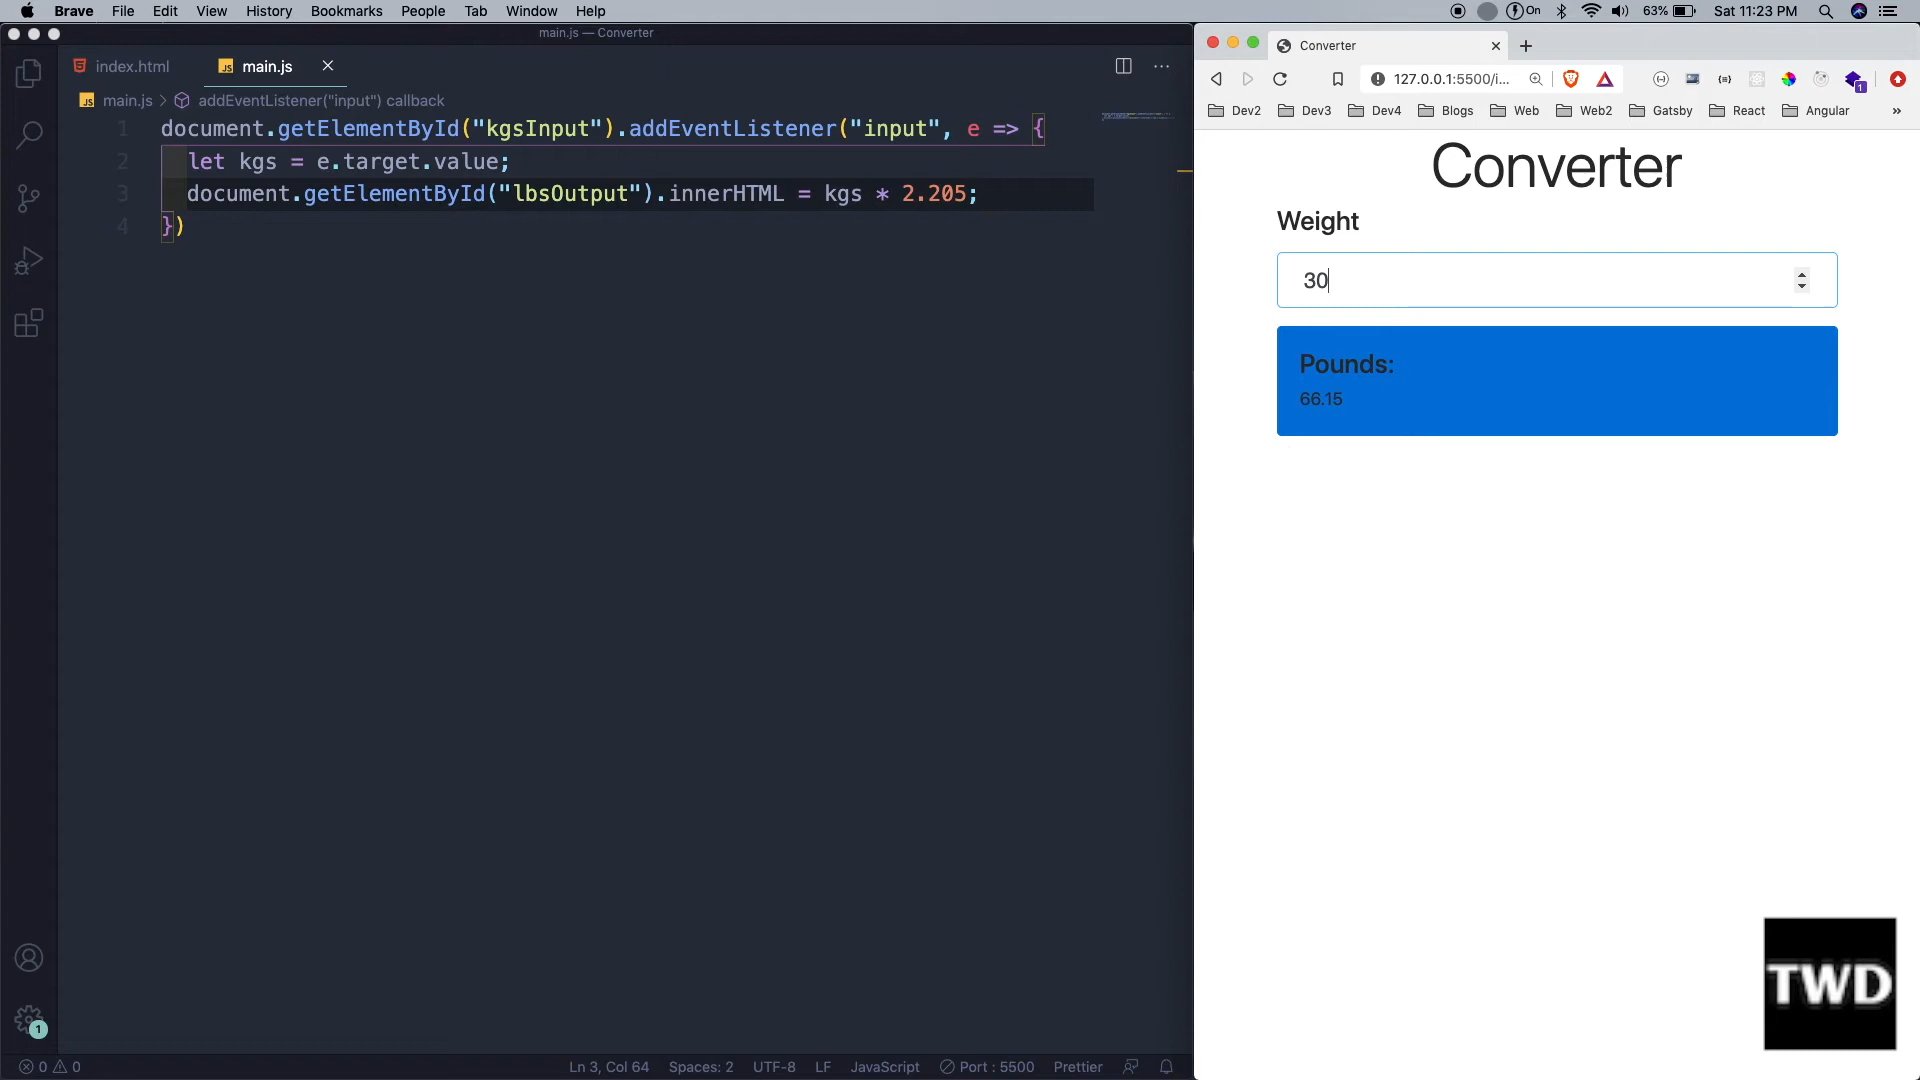 Brave File Edit View History Bookmarks People Tab Window Help
On 63% Sat 11:23 PM
main.js — Converter
index.html main.js
main.js > addEventListener("input") callback
1 document.getElementById("kgsInput").addEventListener("input", e => {
2 let kgs = e.target.value;
3 document.getElementById("lbsOutput").innerHTML = kgs * 2.205;
4 })
1
0 0
Ln 3, Col 64 Spaces: 2 UTF-8 LF JavaScript Port : 5500 Prettier
Converter
127.0.0.1:5500/i...
1
Dev2 Dev3 Dev4 Blogs Web Web2 Gatsby React Angular »
Converter
Weight
30
Pounds:
66.15
TWD